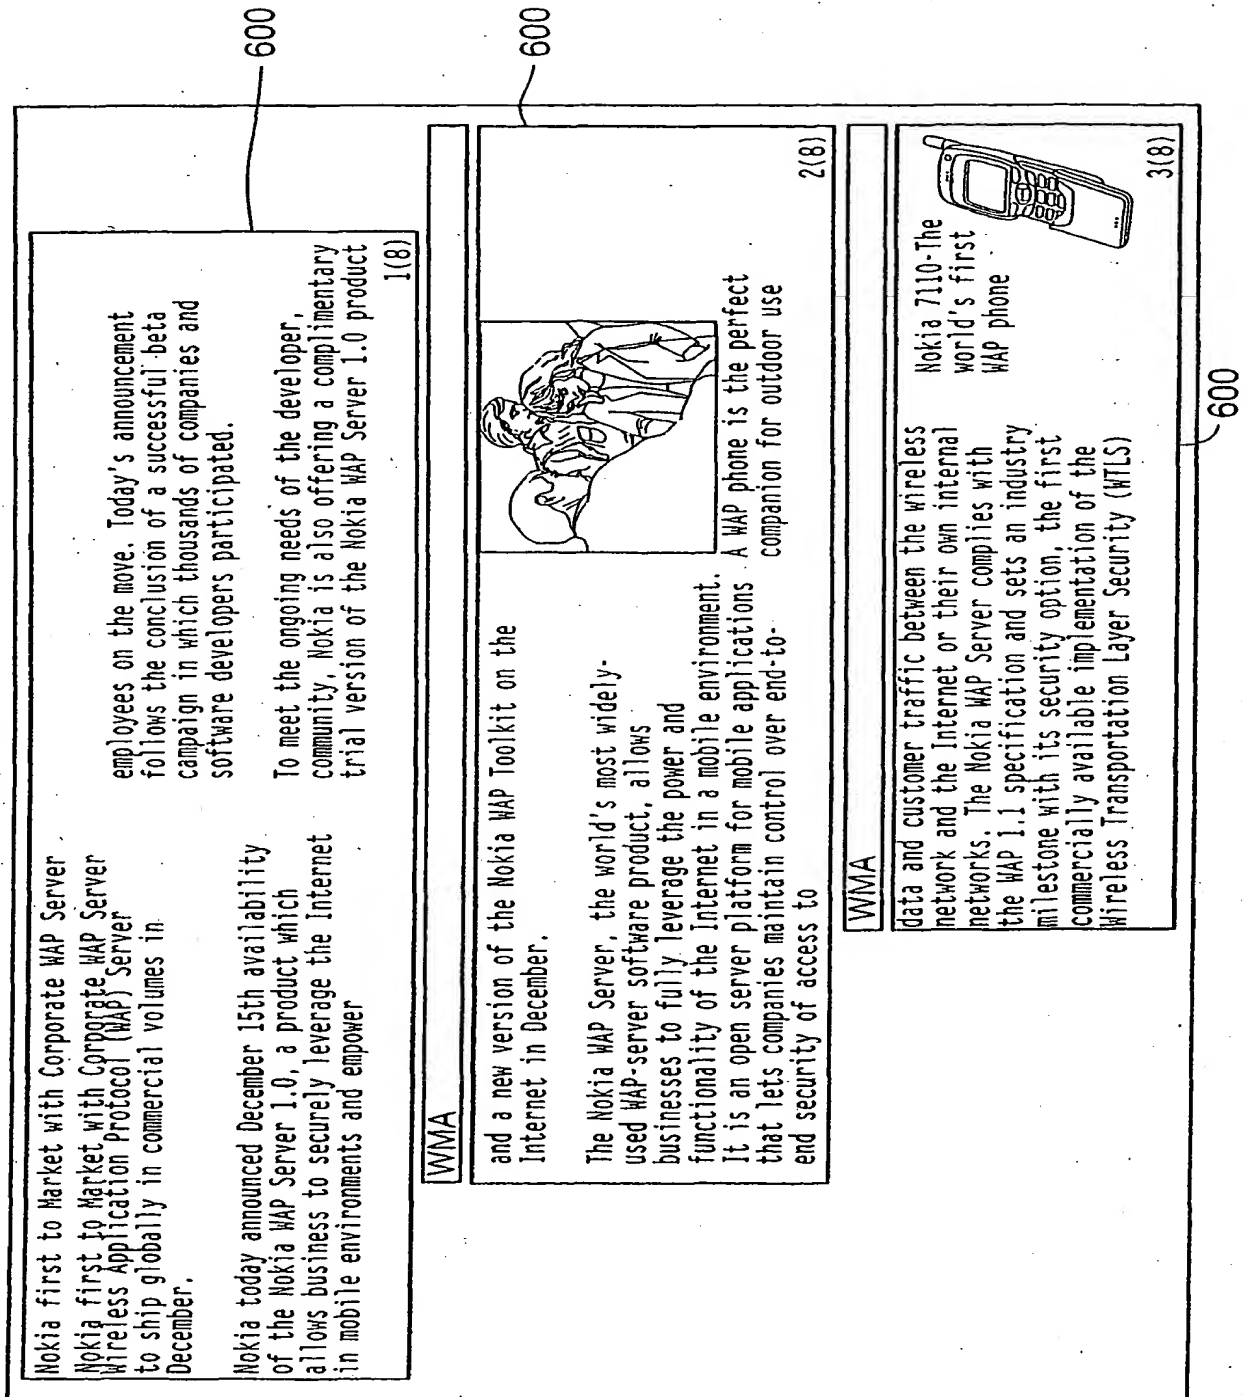 600
Nokia first to Market with Corporate WAP Server
Nokia first to Market with Corporate WAP Server
Wireless Application Protocol (WAP) Server
to ship globally in commercial volumes in
December.
Nokia today announced December 15th availability
of the Nokia WAP Server 1.0, a product which
allows business to securely leverage the Internet
in mobile environments and empower
employees on the move. Today's announcement
follows the conclusion of a successful beta
campaign in which thousands of companies and
software developers participated.
To meet the ongoing needs of the developer,
community, Nokia is also offering a complimentary
trial version of the Nokia WAP Server 1.0 product
1(8)
600
WMA
and a new version of the Nokia WAP Toolkit on the
Internet in December.
The Nokia WAP Server, the world's most widely-
used WAP-server software product, allows
businesses to fully leverage the power and
functionality of the Internet in a mobile environment.
It is an open server platform for mobile applications
that lets companies maintain control over end-to-
end security of access to
A WAP phone is the perfect
companion for outdoor use
2(8)
WMA
data and customer traffic between the wireless
network and the Internet or their own internal
networks. The Nokia WAP Server complies with
the WAP 1.1 specification and sets an industry
milestone with its security option, the first
commercially available implementation of the
Wireless Transportation Layer Security (WTLS)
Nokia 7110-The
world's first
WAP phone
3(8)
600